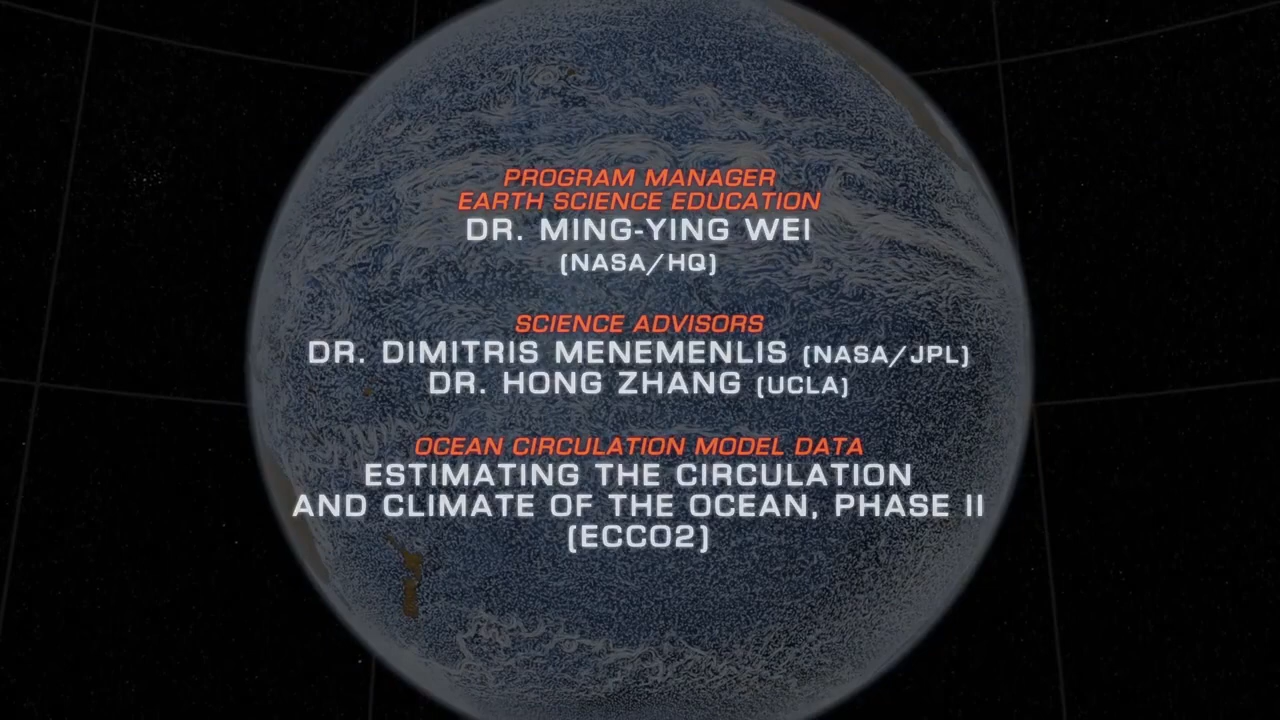 PROGRAM MANAGER
EARTH SCIENCE EDUCATION
DR. MING-YING WEI
(NASA/HQ)
SCIENCE ADVISORS
DR. DIMITRIS MENEMENLIS (NASA/JPL)
DR. HONG ZHANG (UCLA)
OCEAN CIRCULATION MODEL DATA
ESTIMATING THE CIRCULATION
AND CLIMATE OF THE OCEAN, PHASE II
(ECCO2)